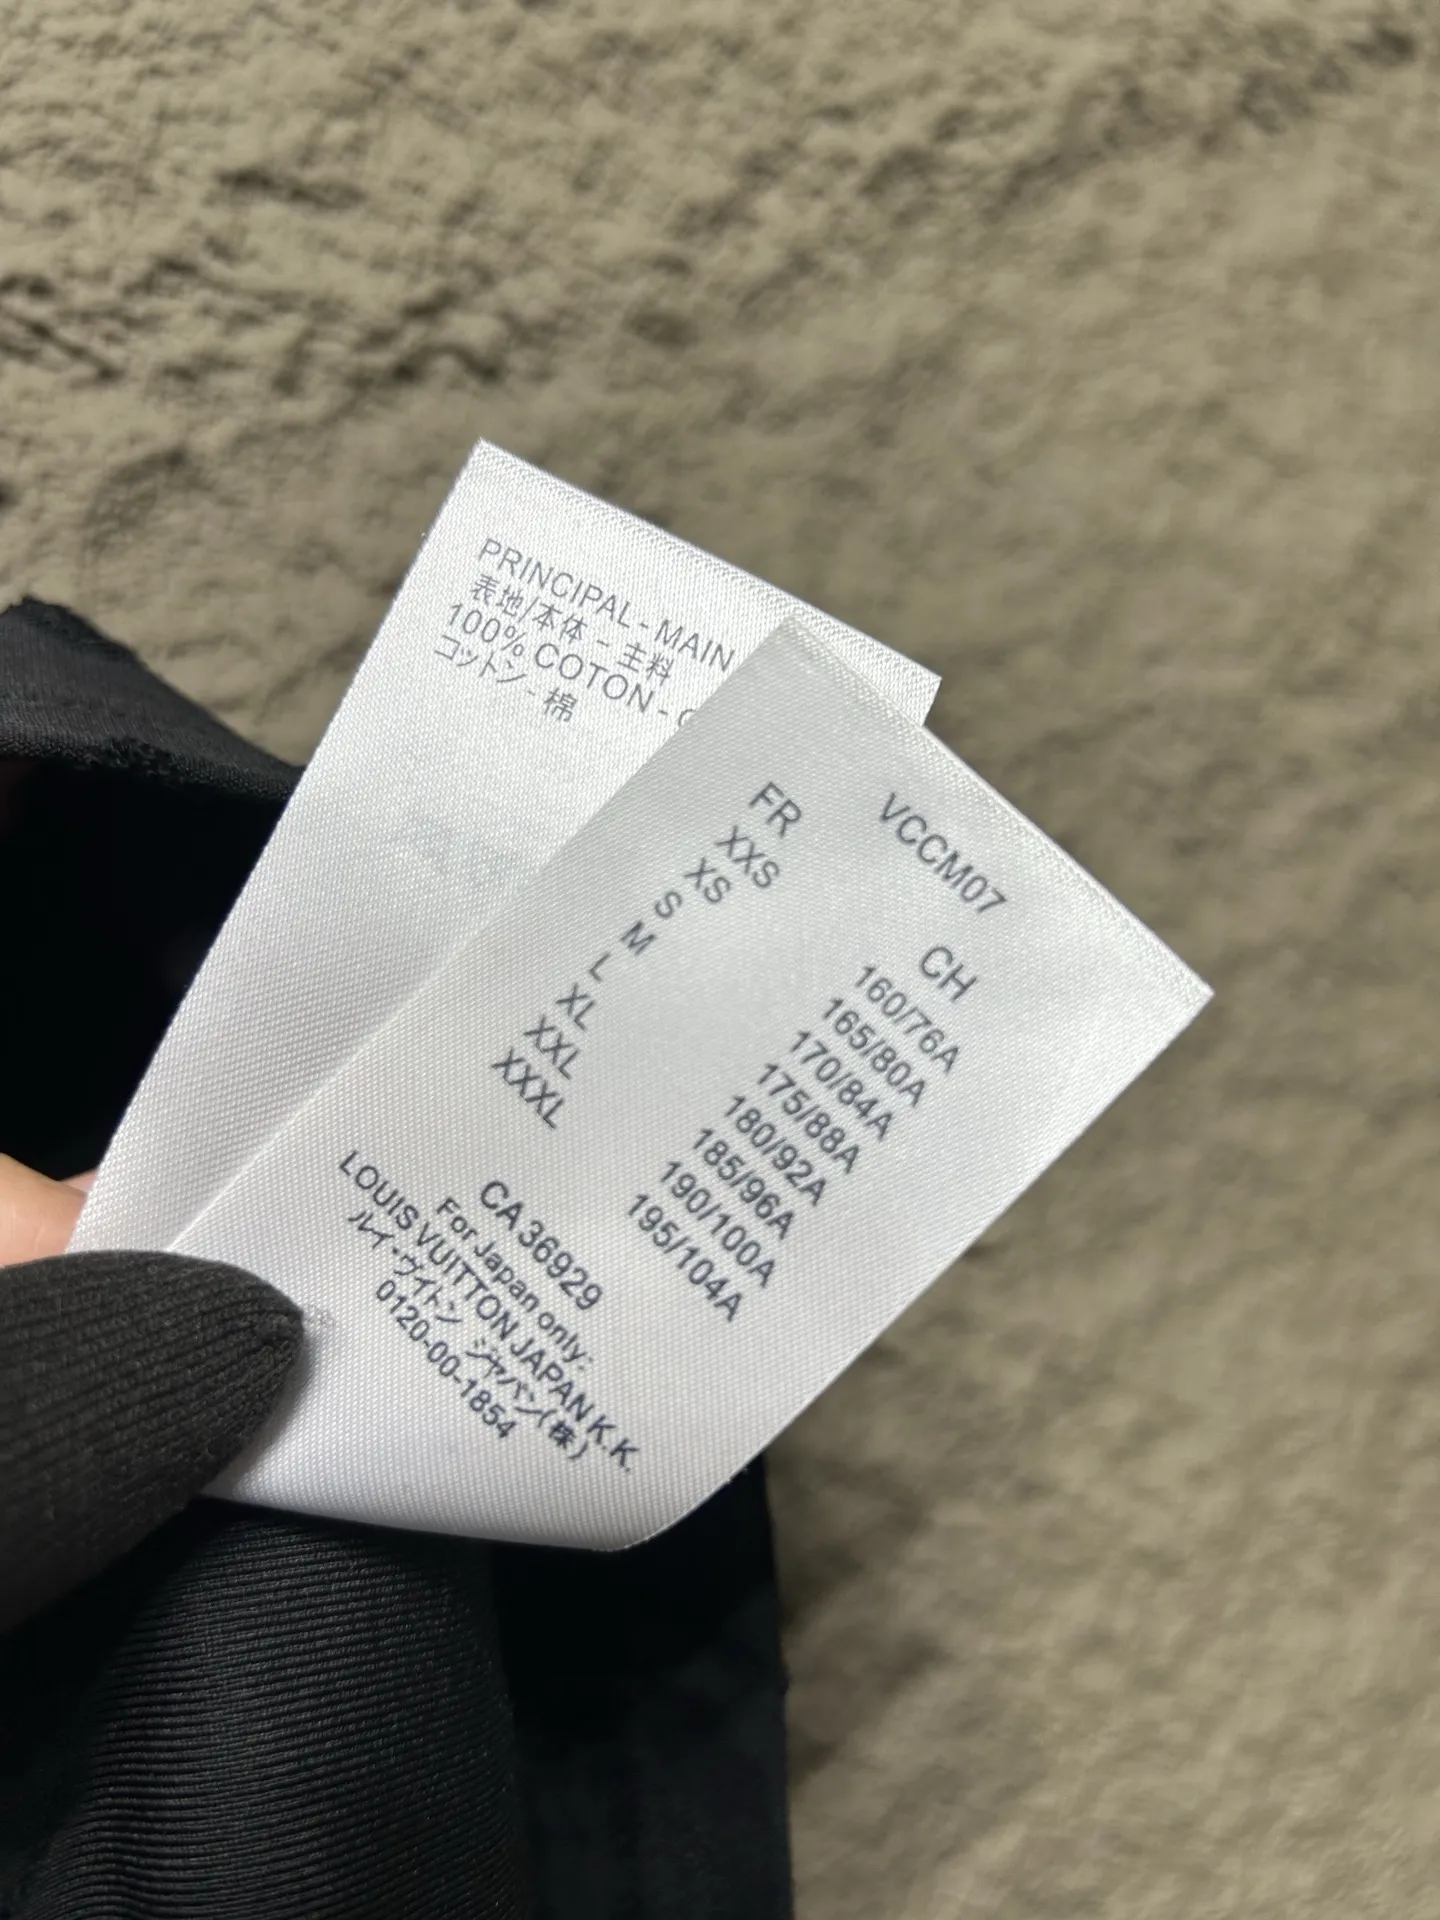 PRINCIPAL - MAIN
表地/本体 - 主料
100% COTON -
コットン - 棉
VCCM07
FR CH
XXS 160/76A
XS 165/80A
S 170/84A
M 175/88A
L 180/92A
XL 185/96A
XXL 190/100A
XXXL 195/104A
CA 36929
For Japan only:
LOUIS VUITTON JAPAN K.K.
ルイ・ヴィトン ジャパン(株)
0120-00-1854